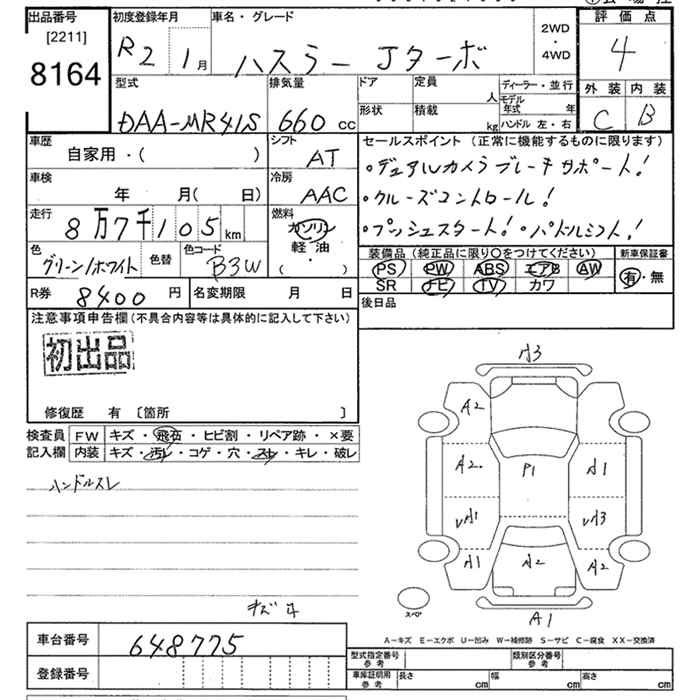 出品番号
[2211]
8164
初度登録年月
R2 1月
車名・グレード
ハスラー Jターボ
2WD
・
4WD
評価点
4
外装 内装
C B
型式
DAA-MR41S
排気量
660 cc
ドア
定員
人
形状
積載
kg
ディーラー・並行
モデル年式 年
ハンドル 左・右
車歴
自家用・( )
シフト
AT
車検
年 月( 日)
冷房
AAC
走行
8万7千105km
燃料
ガソリン
軽・油
( )
色
グリーン/ホワイト
色替
色コード
B3W
R券 8400 円
名変期限 月 日
セールスポイント(正常に機能するものに限ります)
・デュアルカメラブレーキサポート!
・クルーズコントロール!
・プッシュスタート!・パドルシフト!
装備品(純正品に限り○をつけてください)
PS PW ABS エアB AW
SR ナビ TV カワ
新車保証書
有・無
後日品
注意事項申告欄(不具合内容等は具体的に記入して下さい)
初出品
修復歴 有 〔箇所 〕
検査員記入欄
FW キズ・飛石・ヒビ割・リペア跡・×要
内装 キズ・汚レ・コゲ・穴・スレ・キレ・破レ
ハンドルスレ
A3
A2
A2 P1 A1
A1 A3
A1 A2 A2
スペア
A1
A-キズ E-エクボ U-凹み W-補修跡 S-サビ C-腐食 XX-交換済
車台番号 648775
登録番号
型式指定番号
参考
類別区分番号
参考
車庫証明用
参考
長さ cm
幅 cm
高さ cm